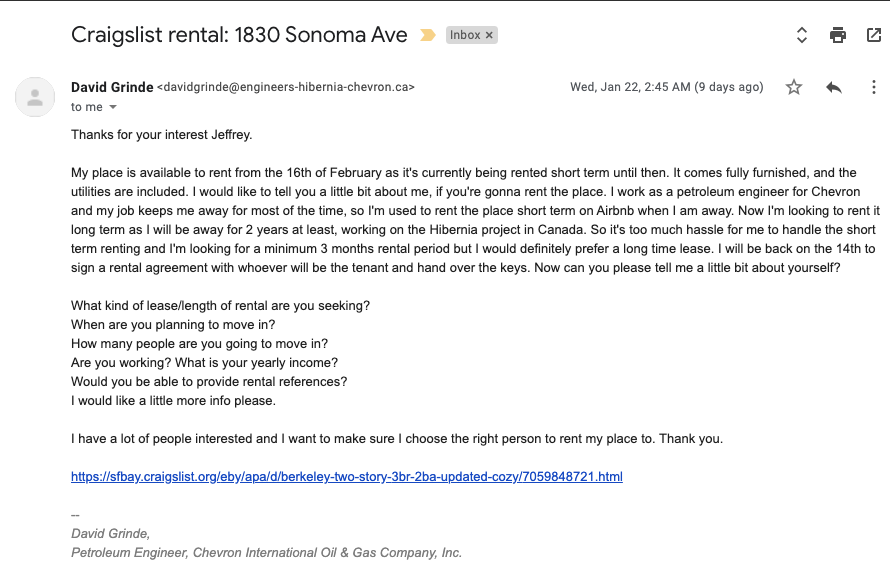 Craigslist rental: 1830 Sonoma Ave Inbox ×
David Grinde <davidgrinde@engineers-hibernia-chevron.ca> Wed, Jan 22, 2:45 AM (9 days ago)
to me
Thanks for your interest Jeffrey.
My place is available to rent from the 16th of February as it's currently being rented short term until then. It comes fully furnished, and the
utilities are included. I would like to tell you a little bit about me, if you're gonna rent the place. I work as a petroleum engineer for Chevron
and my job keeps me away for most of the time, so I'm used to rent the place short term on Airbnb when I am away. Now I'm looking to rent it
long term as I will be away for 2 years at least, working on the Hibernia project in Canada. So it's too much hassle for me to handle the short
term renting and I'm looking for a minimum 3 months rental period but I would definitely prefer a long time lease. I will be back on the 14th to
sign a rental agreement with whoever will be the tenant and hand over the keys. Now can you please tell me a little bit about yourself?
What kind of lease/length of rental are you seeking?
When are you planning to move in?
How many people are you going to move in?
Are you working? What is your yearly income?
Would you be able to provide rental references?
I would like a little more info please.
I have a lot of people interested and I want to make sure I choose the right person to rent my place to. Thank you.
https://sfbay.craigslist.org/eby/apa/d/berkeley-two-story-3br-2ba-updated-cozy/7059848721.html
--
David Grinde,
Petroleum Engineer, Chevron International Oil & Gas Company, Inc.